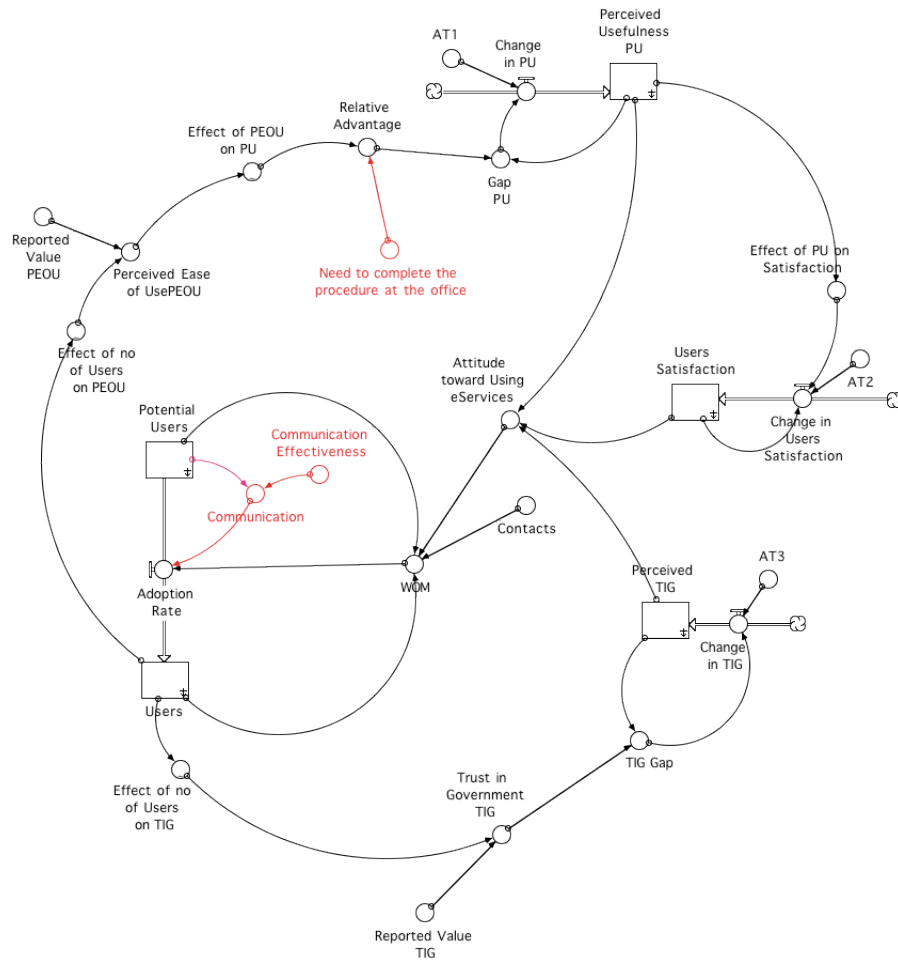 Perceived
Usefulness
PU
AT1
Change
in PU
Relative
Advantage
Effect of PEOU
on PU
Gap
PU
Reported
Value
PEOU
Perceived Ease
of UsePEOU
Need to complete the
procedure at the office
Effect of PU on
Satisfaction
Effect of no
of Users
on PEOU
Attitude
toward Using
eServices
Users
Satisfaction
AT2
Change in
Users
Satisfaction
Potential
Users
Communication
Effectiveness
Communication
Contacts
WOM
Adoption
Rate
Perceived
TIG
AT3
Change
in TIG
Users
TIG Gap
Effect of no
of Users
on TIG
Trust in
Government
TIG
Reported Value
TIG